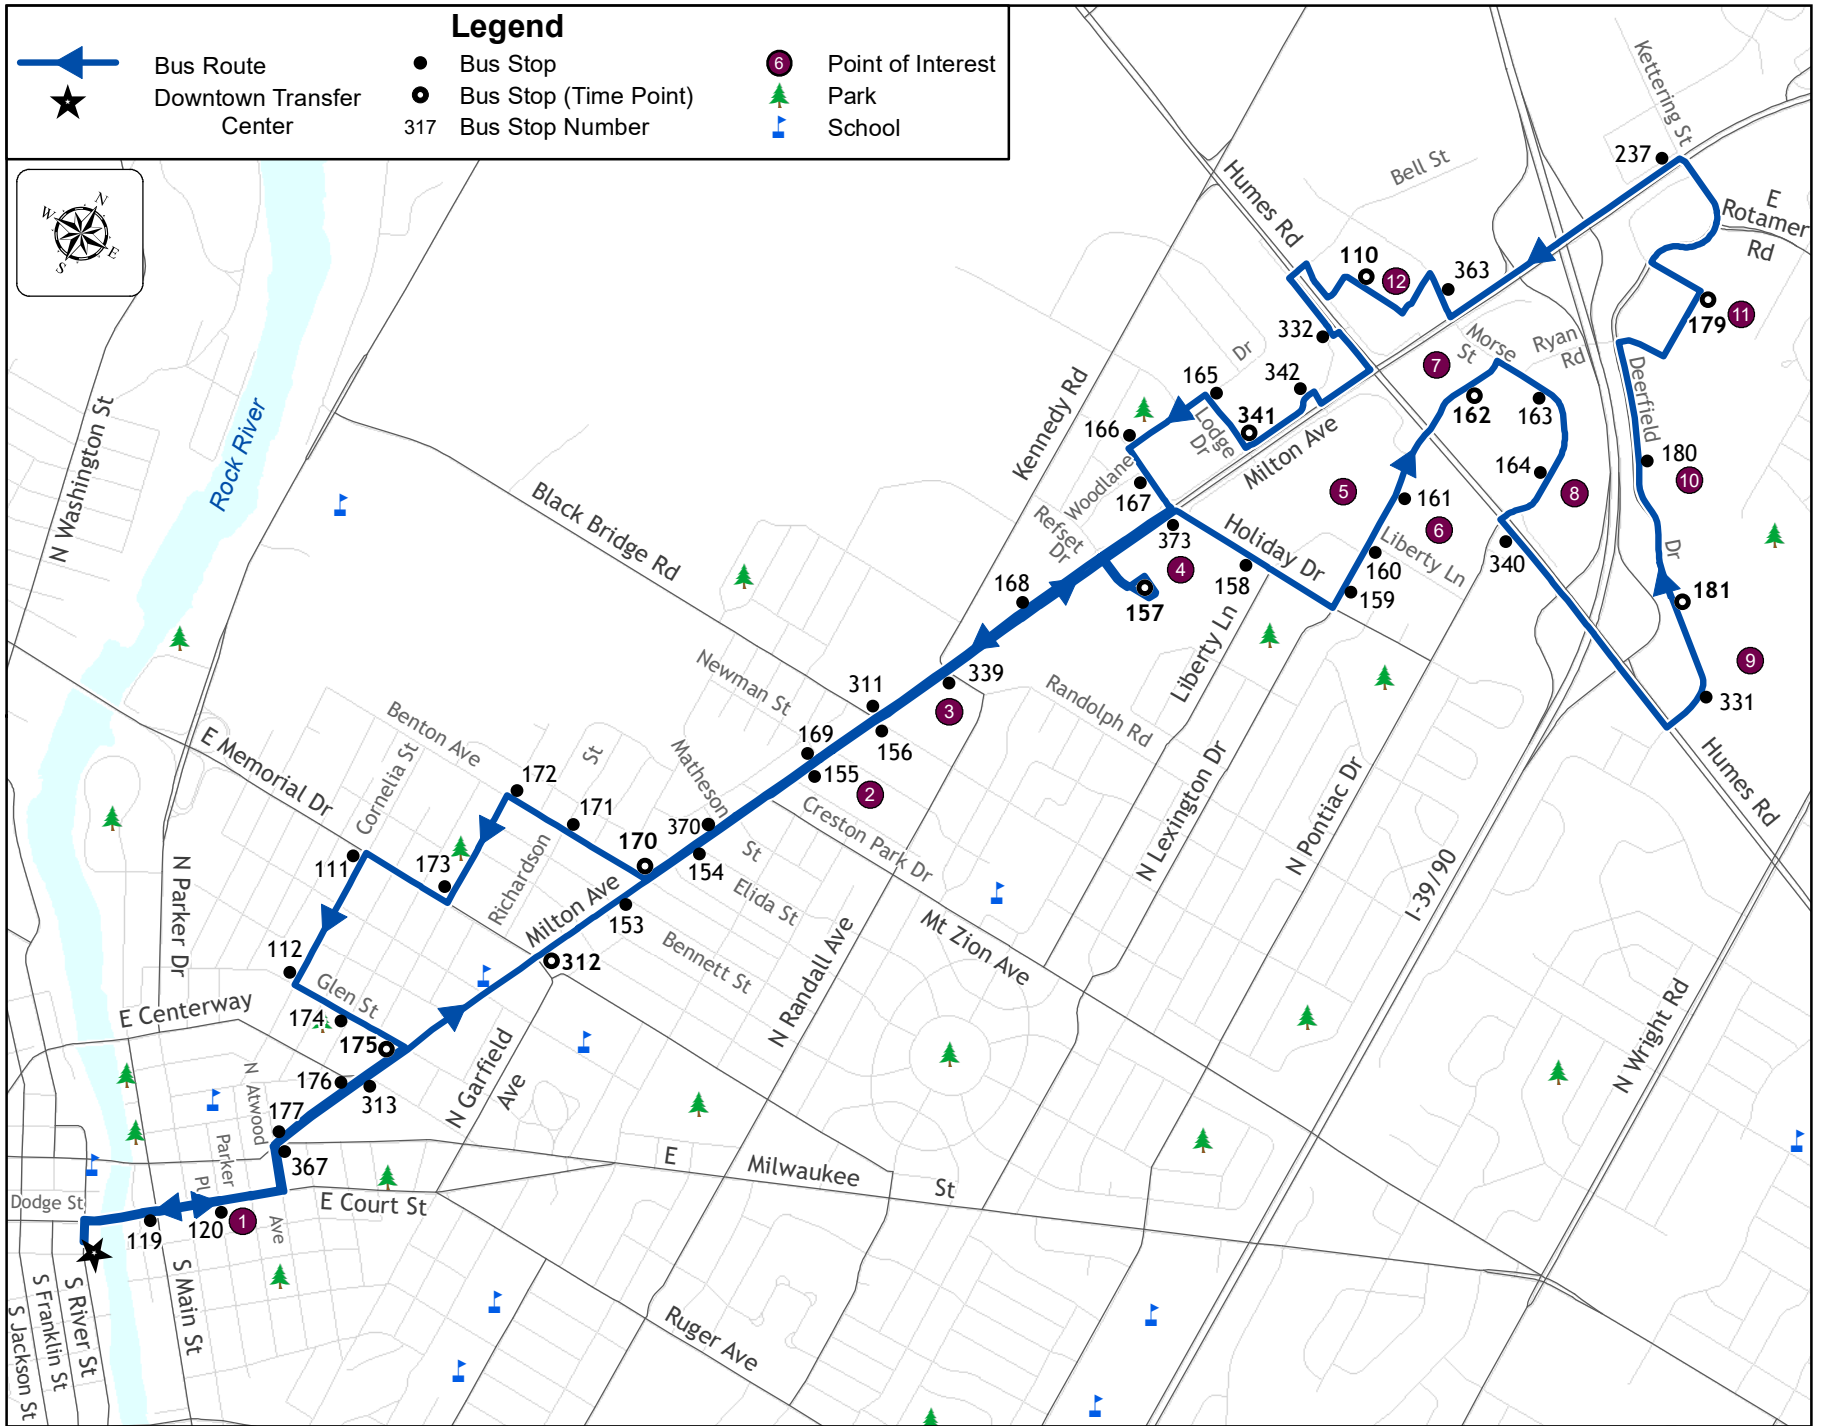 Legend
Bus Route
Downtown Transfer
Center
Bus Stop
Bus Stop (Time Point)
317 Bus Stop Number
6 Point of Interest
Park
School
N
W
E
S
Kettering St
237
E
Rotamer
Rd
Bell St
Humes Rd
110
12
363
179
11
332
Morse
St
Ryan
Rd
7
Dr
165
342
Kennedy Rd
162
163
Deerfield
341
Lodge
Dr
166
Milton Ave
N Washington St
Rock River
164
180
10
Woodlane
167
5
161
8
Black Bridge Rd
Refset
Dr
373
Holiday Dr
6
Liberty Ln
340
Dr
4
158
160
159
168
157
181
Liberty Ln
9
Newman St
311
339
3
Randolph Rd
331
Benton Ave
E Memorial Dr
Cornelia St
St
Matheson
St
169
156
155
2
172
171
N Lexington Dr
N Pontiac Dr
Humes Rd
370
Creston Park Dr
170
154
111
173
Richardson
Elida St
I-39/90
N Parker Dr
Milton Ave
153
Mt Zion Ave
Bennett St
312
N Randall Ave
112
Glen St
E Centerway
174
175
N Wright Rd
N Garfield
Ave
176
313
N Atwood
Ave
177
367
Parker
Pl
E
Milwaukee
St
Dodge St
E Court St
119
120
1
S Main St
S River St
S Franklin St
S Jackson St
Ruger Ave